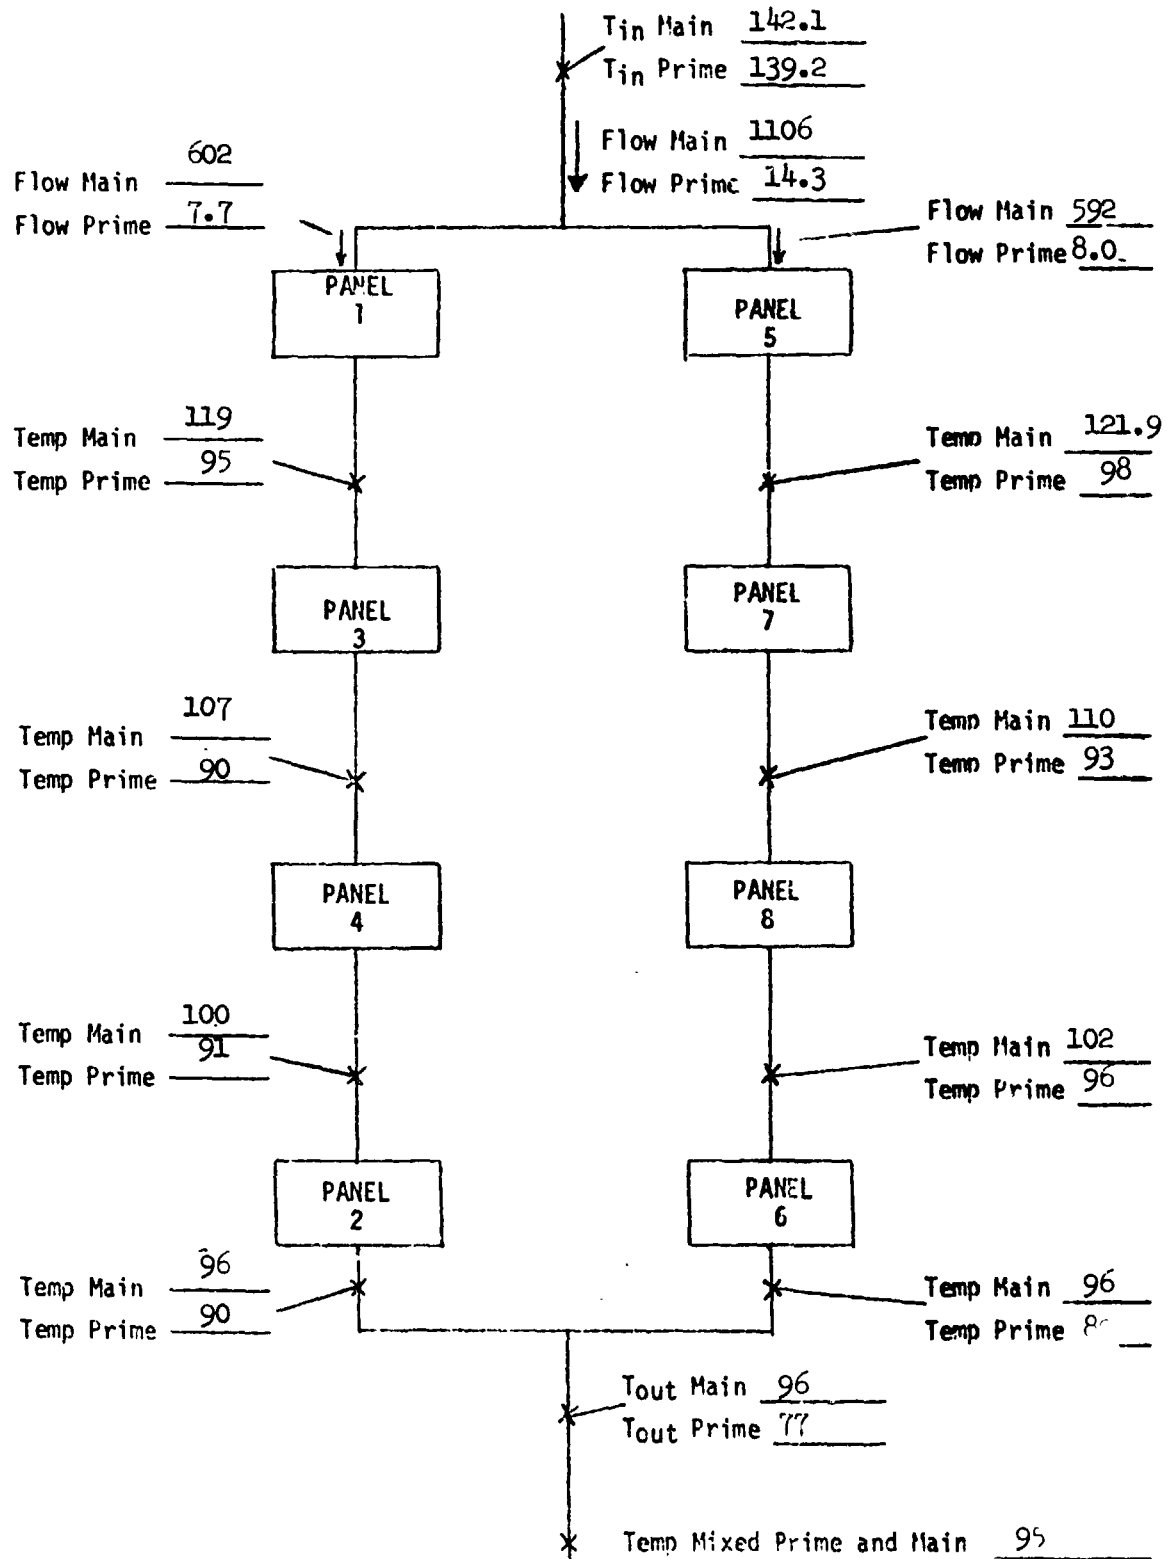 Tin Main 142.1
Tin Prime 139.2
Flow Main 1106
Flow Prime 14.3
Flow Main 602
Flow Prime 7.7
Flow Main 592
Flow Prime 8.0
PANEL
1
PANEL
5
Temp Main 119
Temp Prime 95
Temp Main 121.9
Temp Prime 98
PANEL
3
PANEL
7
Temp Main 107
Temp Prime 90
Temp Main 110
Temp Prime 93
PANEL
4
PANEL
8
Temp Main 100
Temp Prime 91
Temp Main 102
Temp Prime 96
PANEL
2
PANEL
6
Temp Main 96
Temp Prime 90
Temp Main 96
Temp Prime
Tout Main 96
Tout Prime 77
Temp Mixed Prime and Main 95